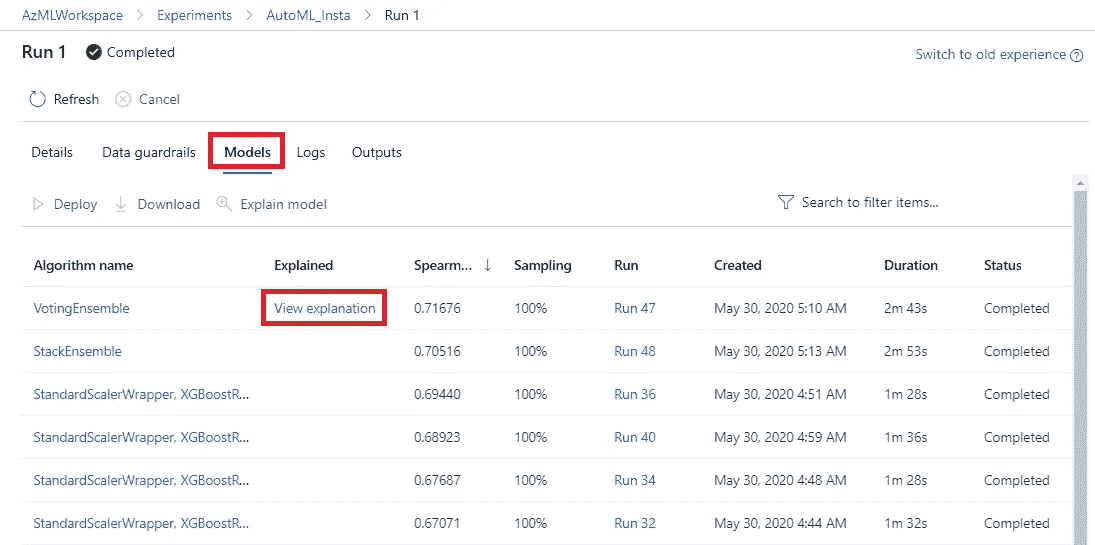 AzMLWorkspace > Experiments > AutoML_Insta > Run 1
Run 1 Completed
Switch to old experience ?
Refresh Cancel
Details Data guardrails Models Logs Outputs
Deploy Download Explain model Search to filter items...
Algorithm name Explained Spearm... ↓ Sampling Run Created Duration Status
VotingEnsemble View explanation 0.71676 100% Run 47 May 30, 2020 5:10 AM 2m 43s Completed
StackEnsemble 0.70516 100% Run 48 May 30, 2020 5:13 AM 2m 53s Completed
StandardScalerWrapper, XGBoostR... 0.69440 100% Run 36 May 30, 2020 4:51 AM 1m 28s Completed
StandardScalerWrapper, XGBoostR... 0.68923 100% Run 40 May 30, 2020 4:59 AM 1m 36s Completed
StandardScalerWrapper, XGBoostR... 0.67687 100% Run 34 May 30, 2020 4:48 AM 1m 28s Completed
StandardScalerWrapper, XGBoostR... 0.67071 100% Run 32 May 30, 2020 4:44 AM 1m 32s Completed